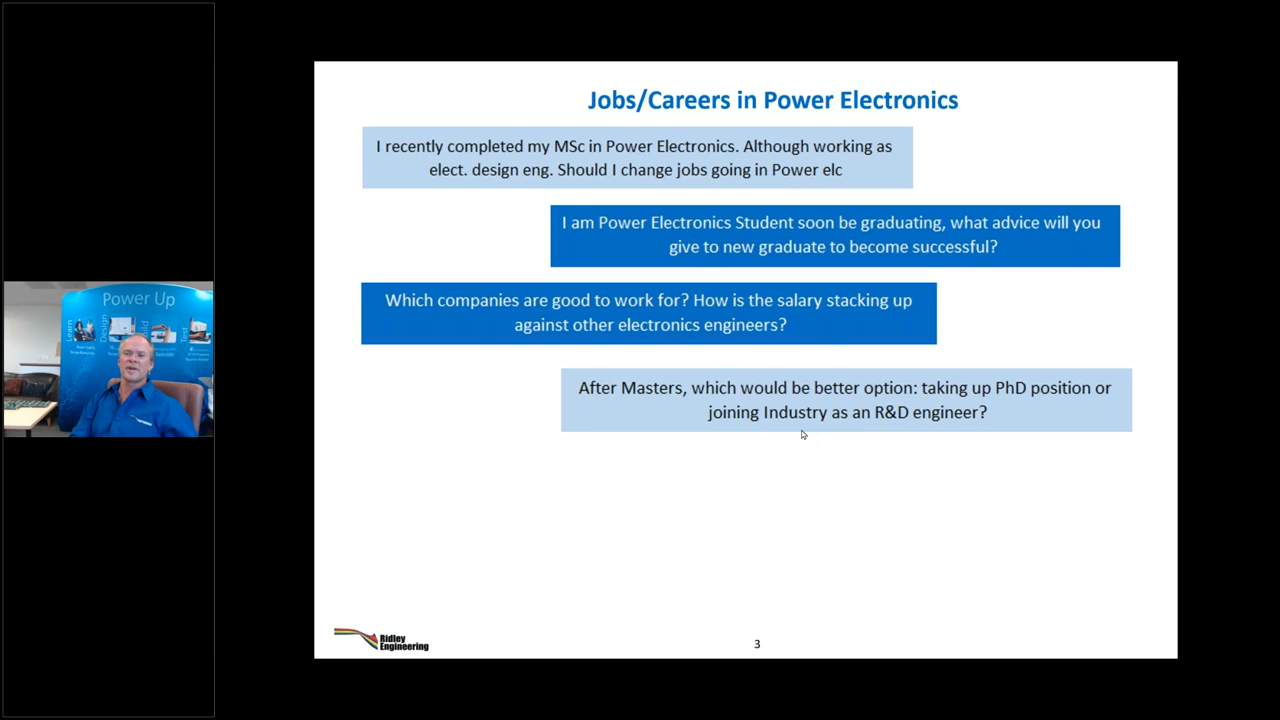 Jobs/Careers in Power Electronics
I recently completed my MSc in Power Electronics. Although working as
elect. design eng. Should I change jobs going in Power elc
I am Power Electronics Student soon be graduating, what advice will you
give to new graduate to become successful?
Which companies are good to work for? How is the salary stacking up
against other electronics engineers?
After Masters, which would be better option: taking up PhD position or
joining Industry as an R&D engineer?
Power Up
Learn
Design
Test
Ridley
Engineering
3